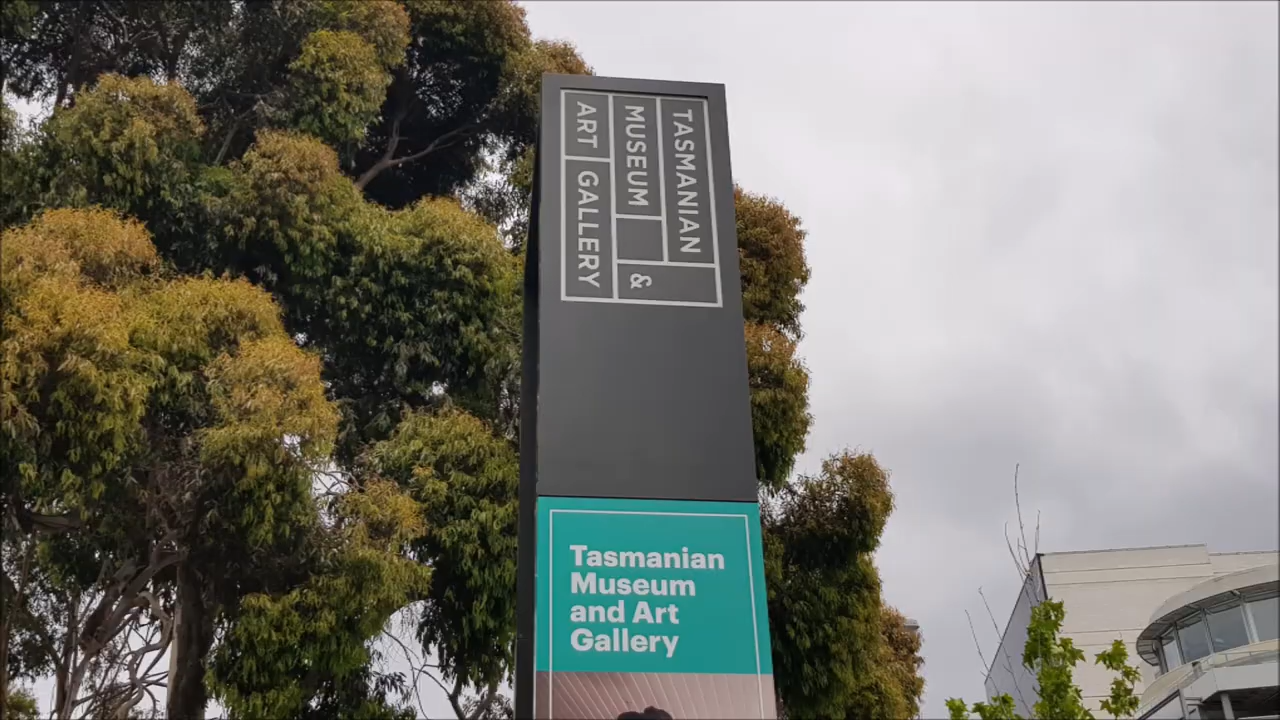 TASMANIAN
MUSEUM &
ART GALLERY
Tasmanian
Museum
and Art
Gallery